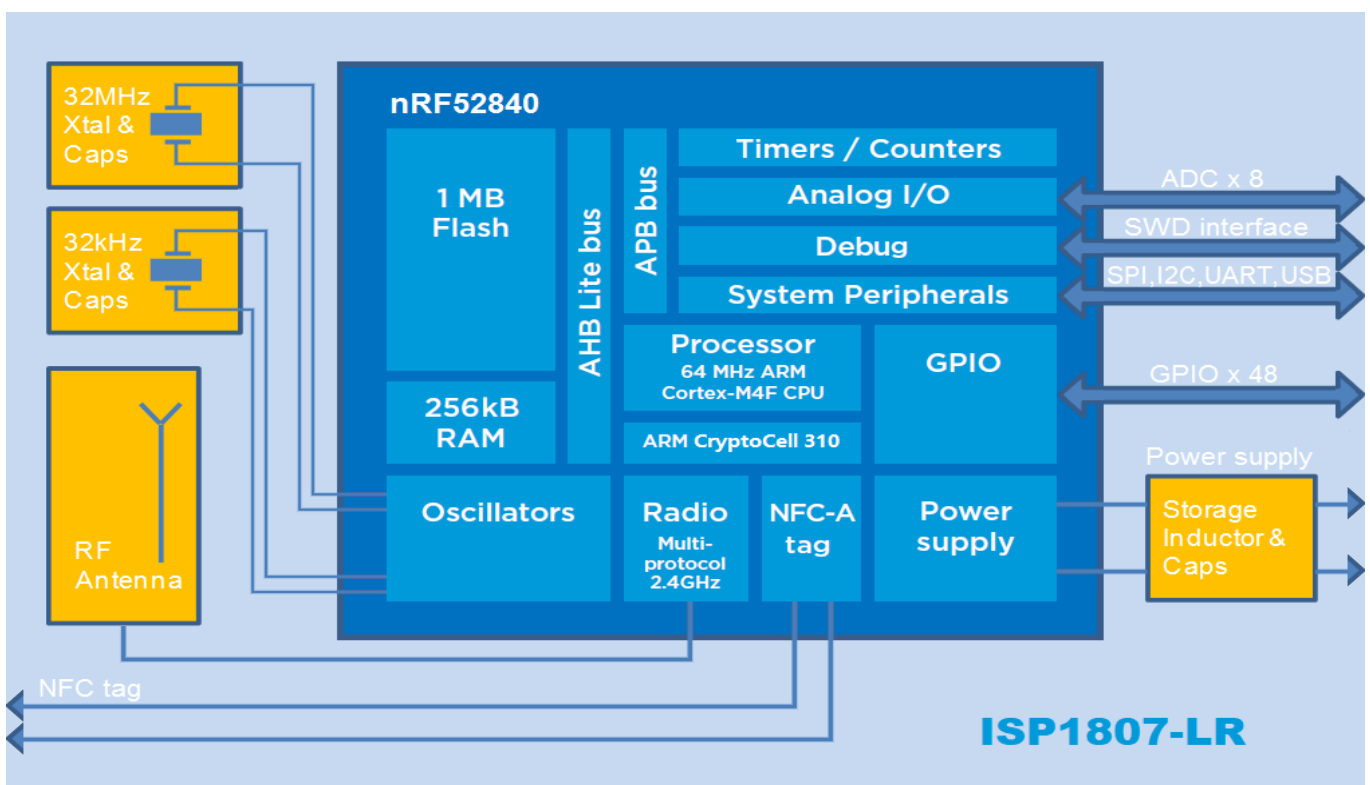 32MHz
Xtal &
Caps
32kHz
Xtal &
Caps
RF
Antenna
NFC tag
nRF52840
1 MB
Flash
256kB
RAM
AHB Lite bus
APB bus
Timers / Counters
Analog I/O
Debug
System Peripherals
Processor
64 MHz ARM
Cortex-M4F CPU
ARM CryptoCell 310
GPIO
Oscillators
Radio
Multi-
protocol
2.4GHz
NFC-A
tag
Power
supply
ADC x 8
SWD interface
SPI,I2C,UART,USB
GPIO x 48
Power supply
Storage
Inductor &
Caps
ISP1807-LR